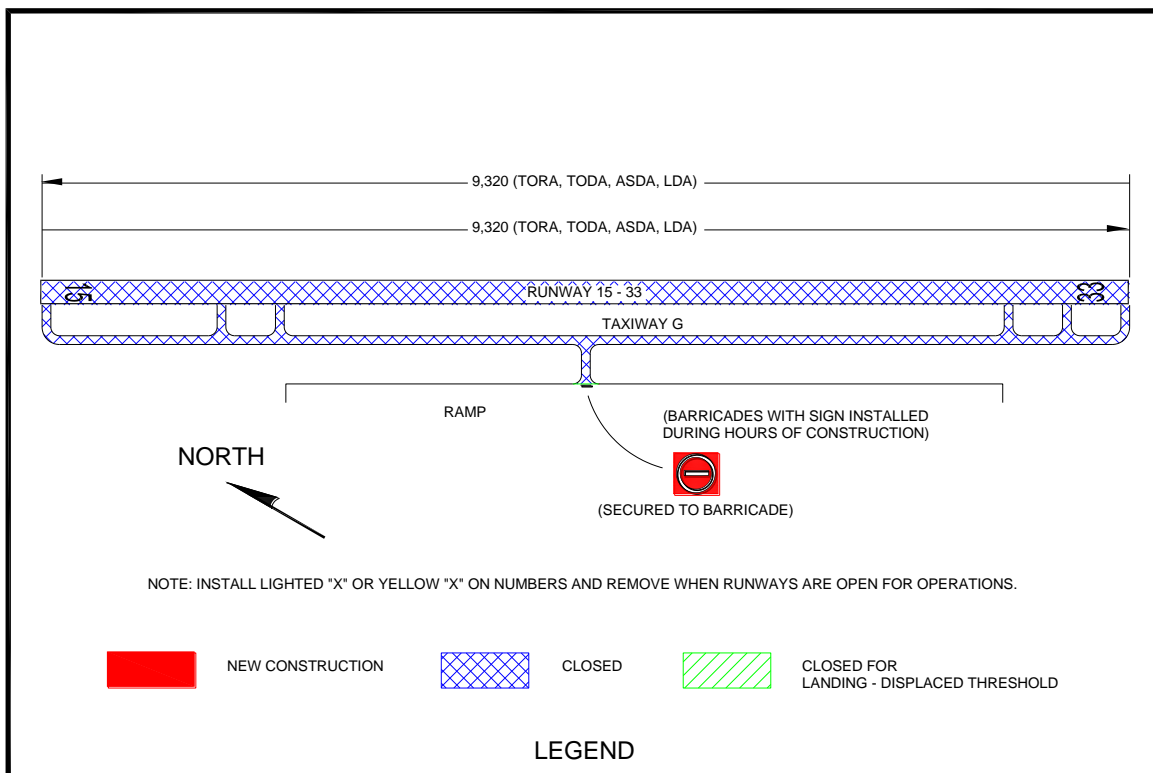 9,320 (TORA, TODA, ASDA, LDA)
9,320 (TORA, TODA, ASDA, LDA)
15
RUNWAY 15 - 33
33
TAXIWAY G
RAMP
(BARRICADES WITH SIGN INSTALLED
DURING HOURS OF CONSTRUCTION)
NORTH
(SECURED TO BARRICADE)
NOTE: INSTALL LIGHTED "X" OR YELLOW "X" ON NUMBERS AND REMOVE WHEN RUNWAYS ARE OPEN FOR OPERATIONS.
NEW CONSTRUCTION
CLOSED
CLOSED FOR
LANDING - DISPLACED THRESHOLD
LEGEND